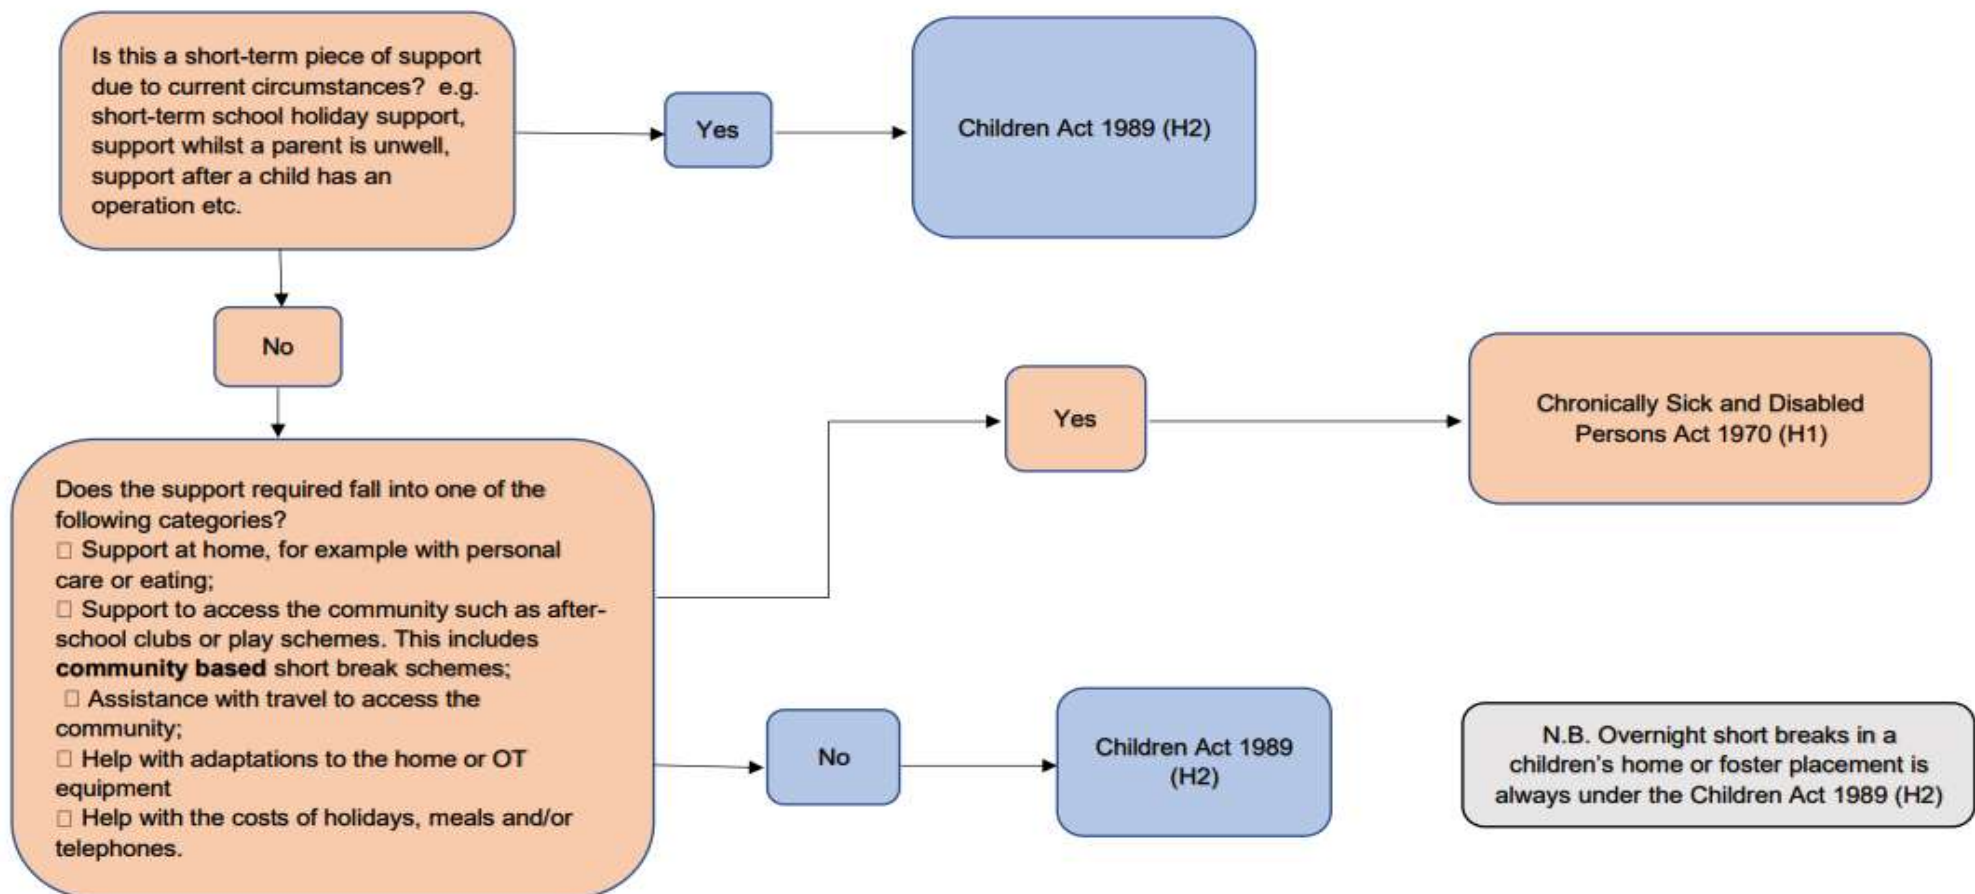 Is this a short-term piece of support
due to current circumstances? e.g.
short-term school holiday support,
support whilst a parent is unwell,
support after a child has an
operation etc.
Yes
Children Act 1989 (H2)
No
Does the support required fall into one of the
following categories?
□ Support at home, for example with personal
care or eating;
□ Support to access the community such as after-
school clubs or play schemes. This includes
community based short break schemes;
□ Assistance with travel to access the
community;
□ Help with adaptations to the home or OT
equipment
□ Help with the costs of holidays, meals and/or
telephones.
Yes
Chronically Sick and Disabled
Persons Act 1970 (H1)
No
Children Act 1989
(H2)
N.B. Overnight short breaks in a
children's home or foster placement is
always under the Children Act 1989 (H2)